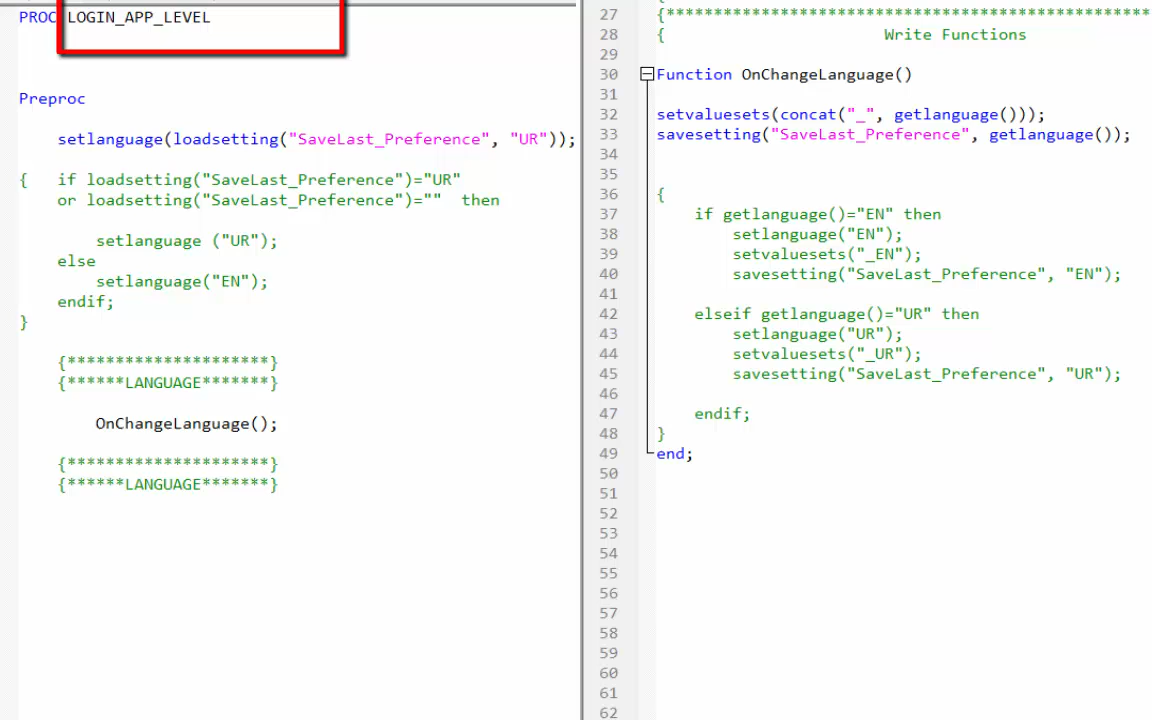 PROC LOGIN_APP_LEVEL
Preproc
setlanguage(loadsetting("SaveLast_Preference", "UR"));
{ if loadsetting("SaveLast_Preference")="UR"
or loadsetting("SaveLast_Preference")="" then
setlanguage ("UR");
else
setlanguage("EN");
endif;
}
{*********************}
{******LANGUAGE*******}
OnChangeLanguage();
{*********************}
{******LANGUAGE*******}
27 {****************************************************
28 { Write Functions
29
30 Function OnChangeLanguage()
31
32 setvaluesets(concat("_", getlanguage()));
33 savesetting("SaveLast_Preference", getlanguage());
34
35
36 {
37 if getlanguage()="EN" then
38 setlanguage("EN");
39 setvaluesets("_EN");
40 savesetting("SaveLast_Preference", "EN");
41
42 elseif getlanguage()="UR" then
43 setlanguage("UR");
44 setvaluesets("_UR");
45 savesetting("SaveLast_Preference", "UR");
46
47 endif;
48 }
49 end;
50
51
52
53
54
55
56
57
58
59
60
61
62